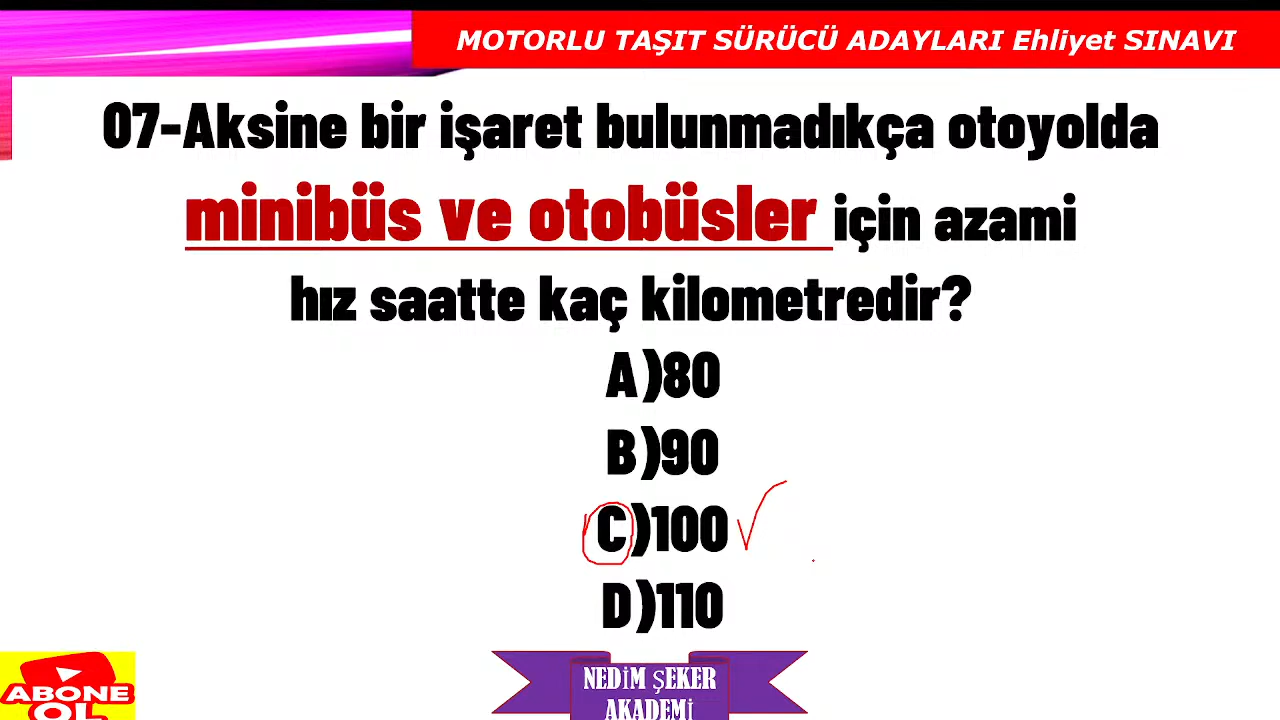 MOTORLU TAŞIT SÜRÜCÜ ADAYLARI Ehliyet SINAVI
07-Aksine bir işaret bulunmadıkça otoyolda
minibüs ve otobüsler için azami
hız saatte kaç kilometredir?
A)80
B)90
C)100
D)110
ABONE
OL
NEDİM ŞEKER
AKADEMİ